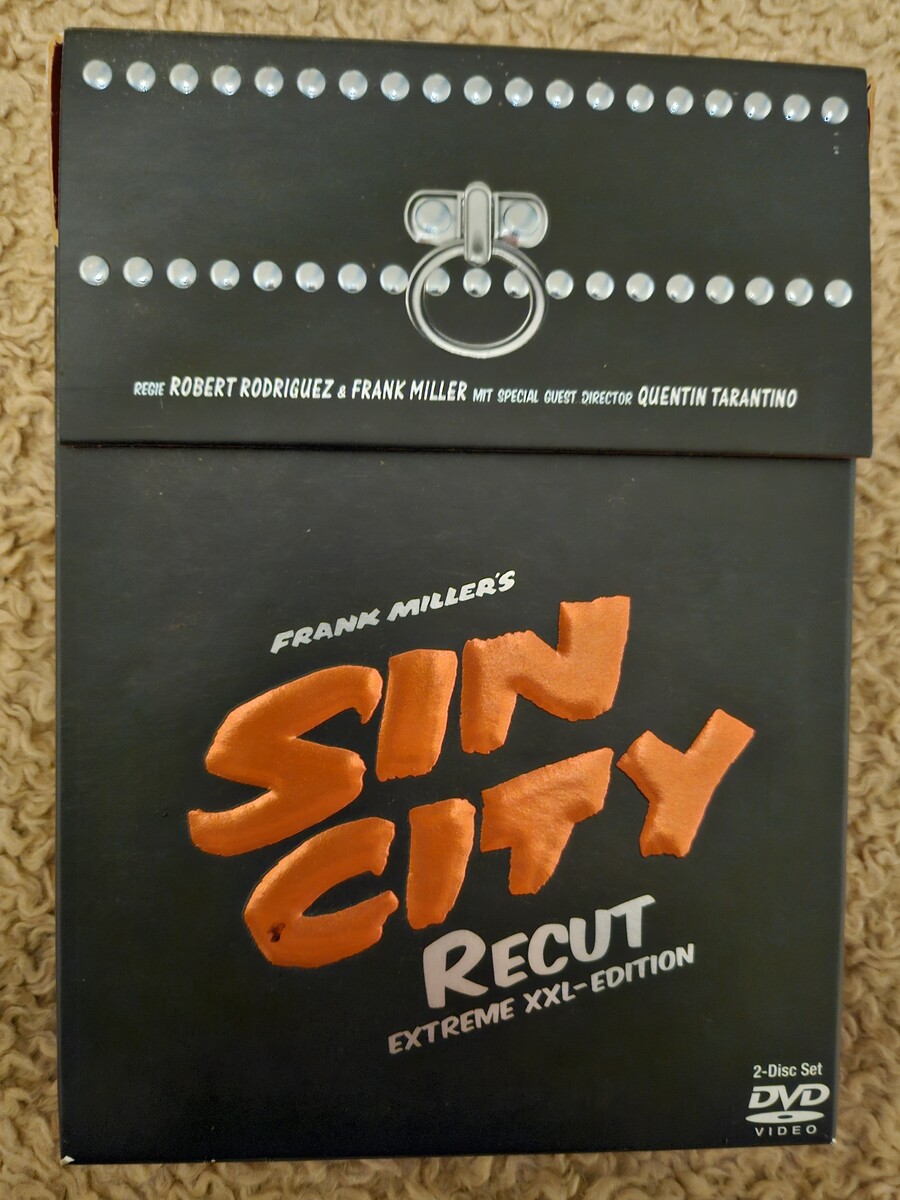 REGIE ROBERT RODRIGUEZ & FRANK MILLER MIT SPECIAL GUEST DIRECTOR QUENTIN TARANTINO
FRANK MILLER'S
SIN
CITY
RECUT
EXTREME XXL-EDITION
2-Disc Set
DVD
VIDEO